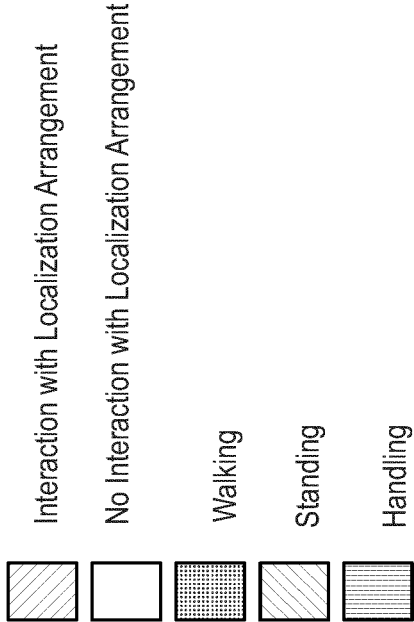 Interaction with Localization Arrangement
No Interaction with Localization Arrangement
Walking
Standing
Handling